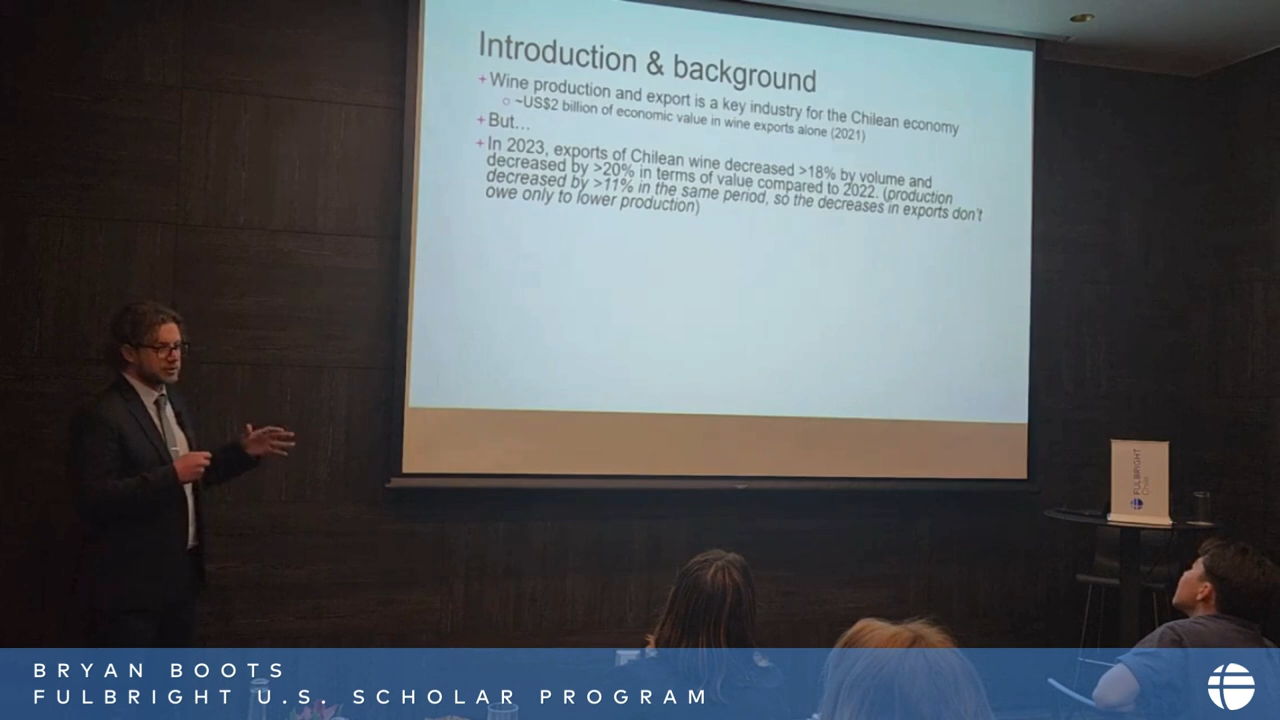 Introduction & background
+ Wine production and export is a key industry for the Chilean economy
○ ~US$2 billion of economic value in wine exports alone (2021)
+ But...
+ In 2023, exports of Chilean wine decreased >18% by volume and
decreased by >20% in terms of value compared to 2022. (production
decreased by >11% in the same period, so the decreases in exports don't
owe only to lower production)
FULBRIGHT
Chile
BRYAN BOOTS
FULBRIGHT U.S. SCHOLAR PROGRAM